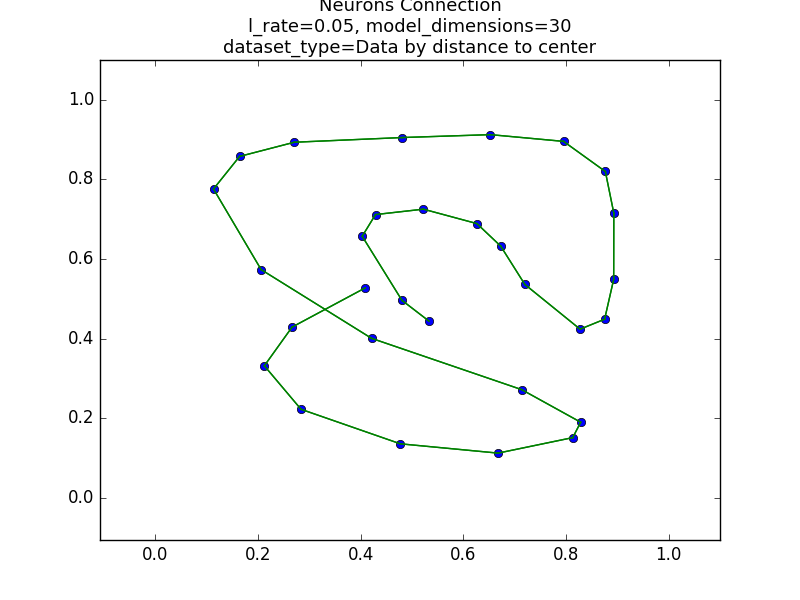 Neurons Connection
l_rate=0.05, model_dimensions=30
dataset_type=Data by distance to center
1.0
0.8
0.6
0.4
0.2
0.0
0.0 0.2 0.4 0.6 0.8 1.0